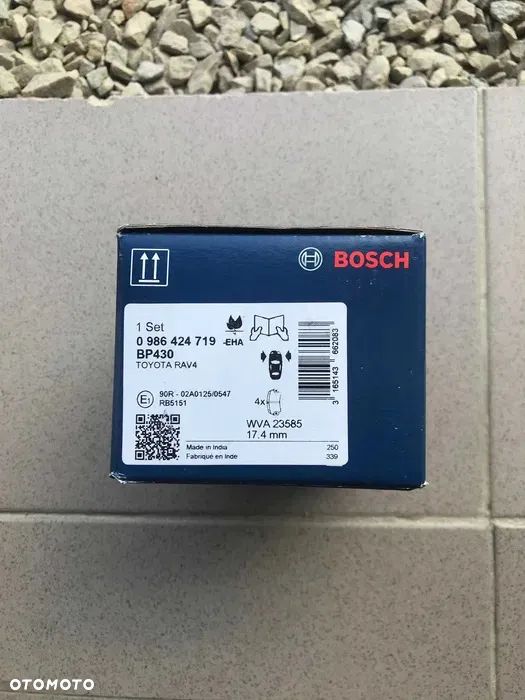 BOSCH
1 Set
0 986 424 719 -EHA
BP430
TOYOTA RAV4
E1
90R - 02A0125/0547
RB5151
4x
WVA 23585
17.4 mm
Made in India
250
Fabriqué en Inde
339
3 165143 662083
OTOMOTO